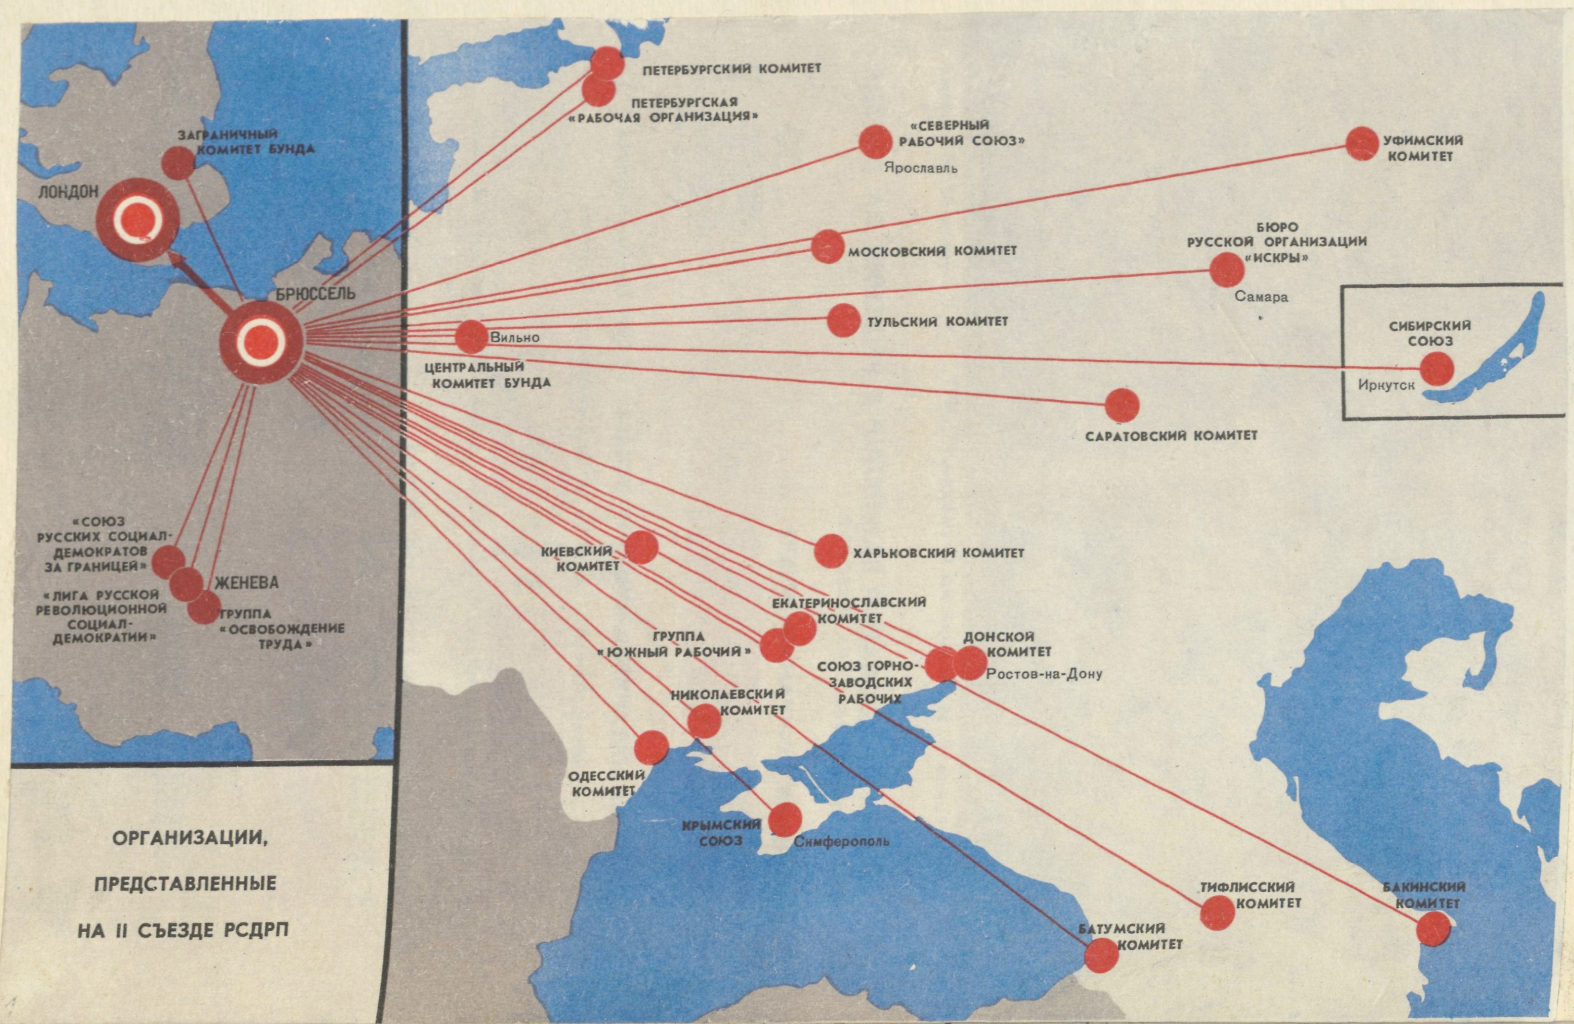 ПЕТЕРБУРГСКИЙ КОМИТЕТ
ПЕТЕРБУРГСКАЯ
«РАБОЧАЯ ОРГАНИЗАЦИЯ»
«СЕВЕРНЫЙ
РАБОЧИЙ СОЮЗ»
Ярославль
УФИМСКИЙ
КОМИТЕТ
ЗАГРАНИЧНЫЙ
КОМИТЕТ БУНДА
ЛОНДОН
БРЮССЕЛЬ
МОСКОВСКИЙ КОМИТЕТ
БЮРО
РУССКОЙ ОРГАНИЗАЦИИ
«ИСКРЫ»
Самара
ТУЛЬСКИЙ КОМИТЕТ
Вильно
ЦЕНТРАЛЬНЫЙ
КОМИТЕТ БУНДА
СИБИРСКИЙ
СОЮЗ
Иркутск
САРАТОВСКИЙ КОМИТЕТ
«СОЮЗ
РУССКИХ СОЦИАЛ-
ДЕМОКРАТОВ
ЗА ГРАНИЦЕЙ»
ЖЕНЕВА
«ЛИГА РУССКОЙ
РЕВОЛЮЦИОННОЙ
СОЦИАЛ-
ДЕМОКРАТИИ»
ГРУППА
«ОСВОБОЖДЕНИЕ
ТРУДА»
КИЕВСКИЙ
КОМИТЕТ
ХАРЬКОВСКИЙ КОМИТЕТ
ЕКАТЕРИНОСЛАВСКИЙ
КОМИТЕТ
ГРУППА
«ЮЖНЫЙ РАБОЧИЙ»
ДОНСКОЙ
КОМИТЕТ
Ростов-на-Дону
СОЮЗ ГОРНО-
ЗАВОДСКИХ
РАБОЧИХ
НИКОЛАЕВСКИЙ
КОМИТЕТ
ОДЕССКИЙ
КОМИТЕТ
КРЫМСКИЙ
СОЮЗ
Симферополь
ТИФЛИССКИЙ
КОМИТЕТ
БАКИНСКИЙ
КОМИТЕТ
БАТУМСКИЙ
КОМИТЕТ
ОРГАНИЗАЦИИ,
ПРЕДСТАВЛЕННЫЕ
НА II СЪЕЗДЕ РСДРП